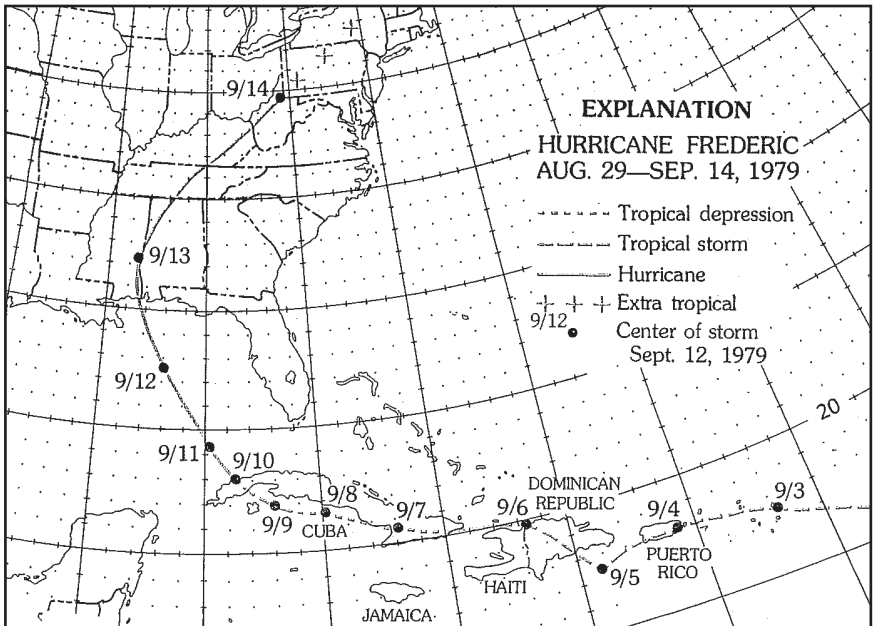 9/14
EXPLANATION
HURRICANE FREDERIC
AUG. 29—SEP. 14, 1979
Tropical depression
Tropical storm
Hurricane
Extra tropical
9/12
Center of storm
Sept. 12, 1979
9/13
9/12
20
9/11
9/10
9/9
9/8
CUBA
9/7
9/6
DOMINICAN
REPUBLIC
9/4
9/3
PUERTO
RICO
9/5
HAITI
JAMAICA